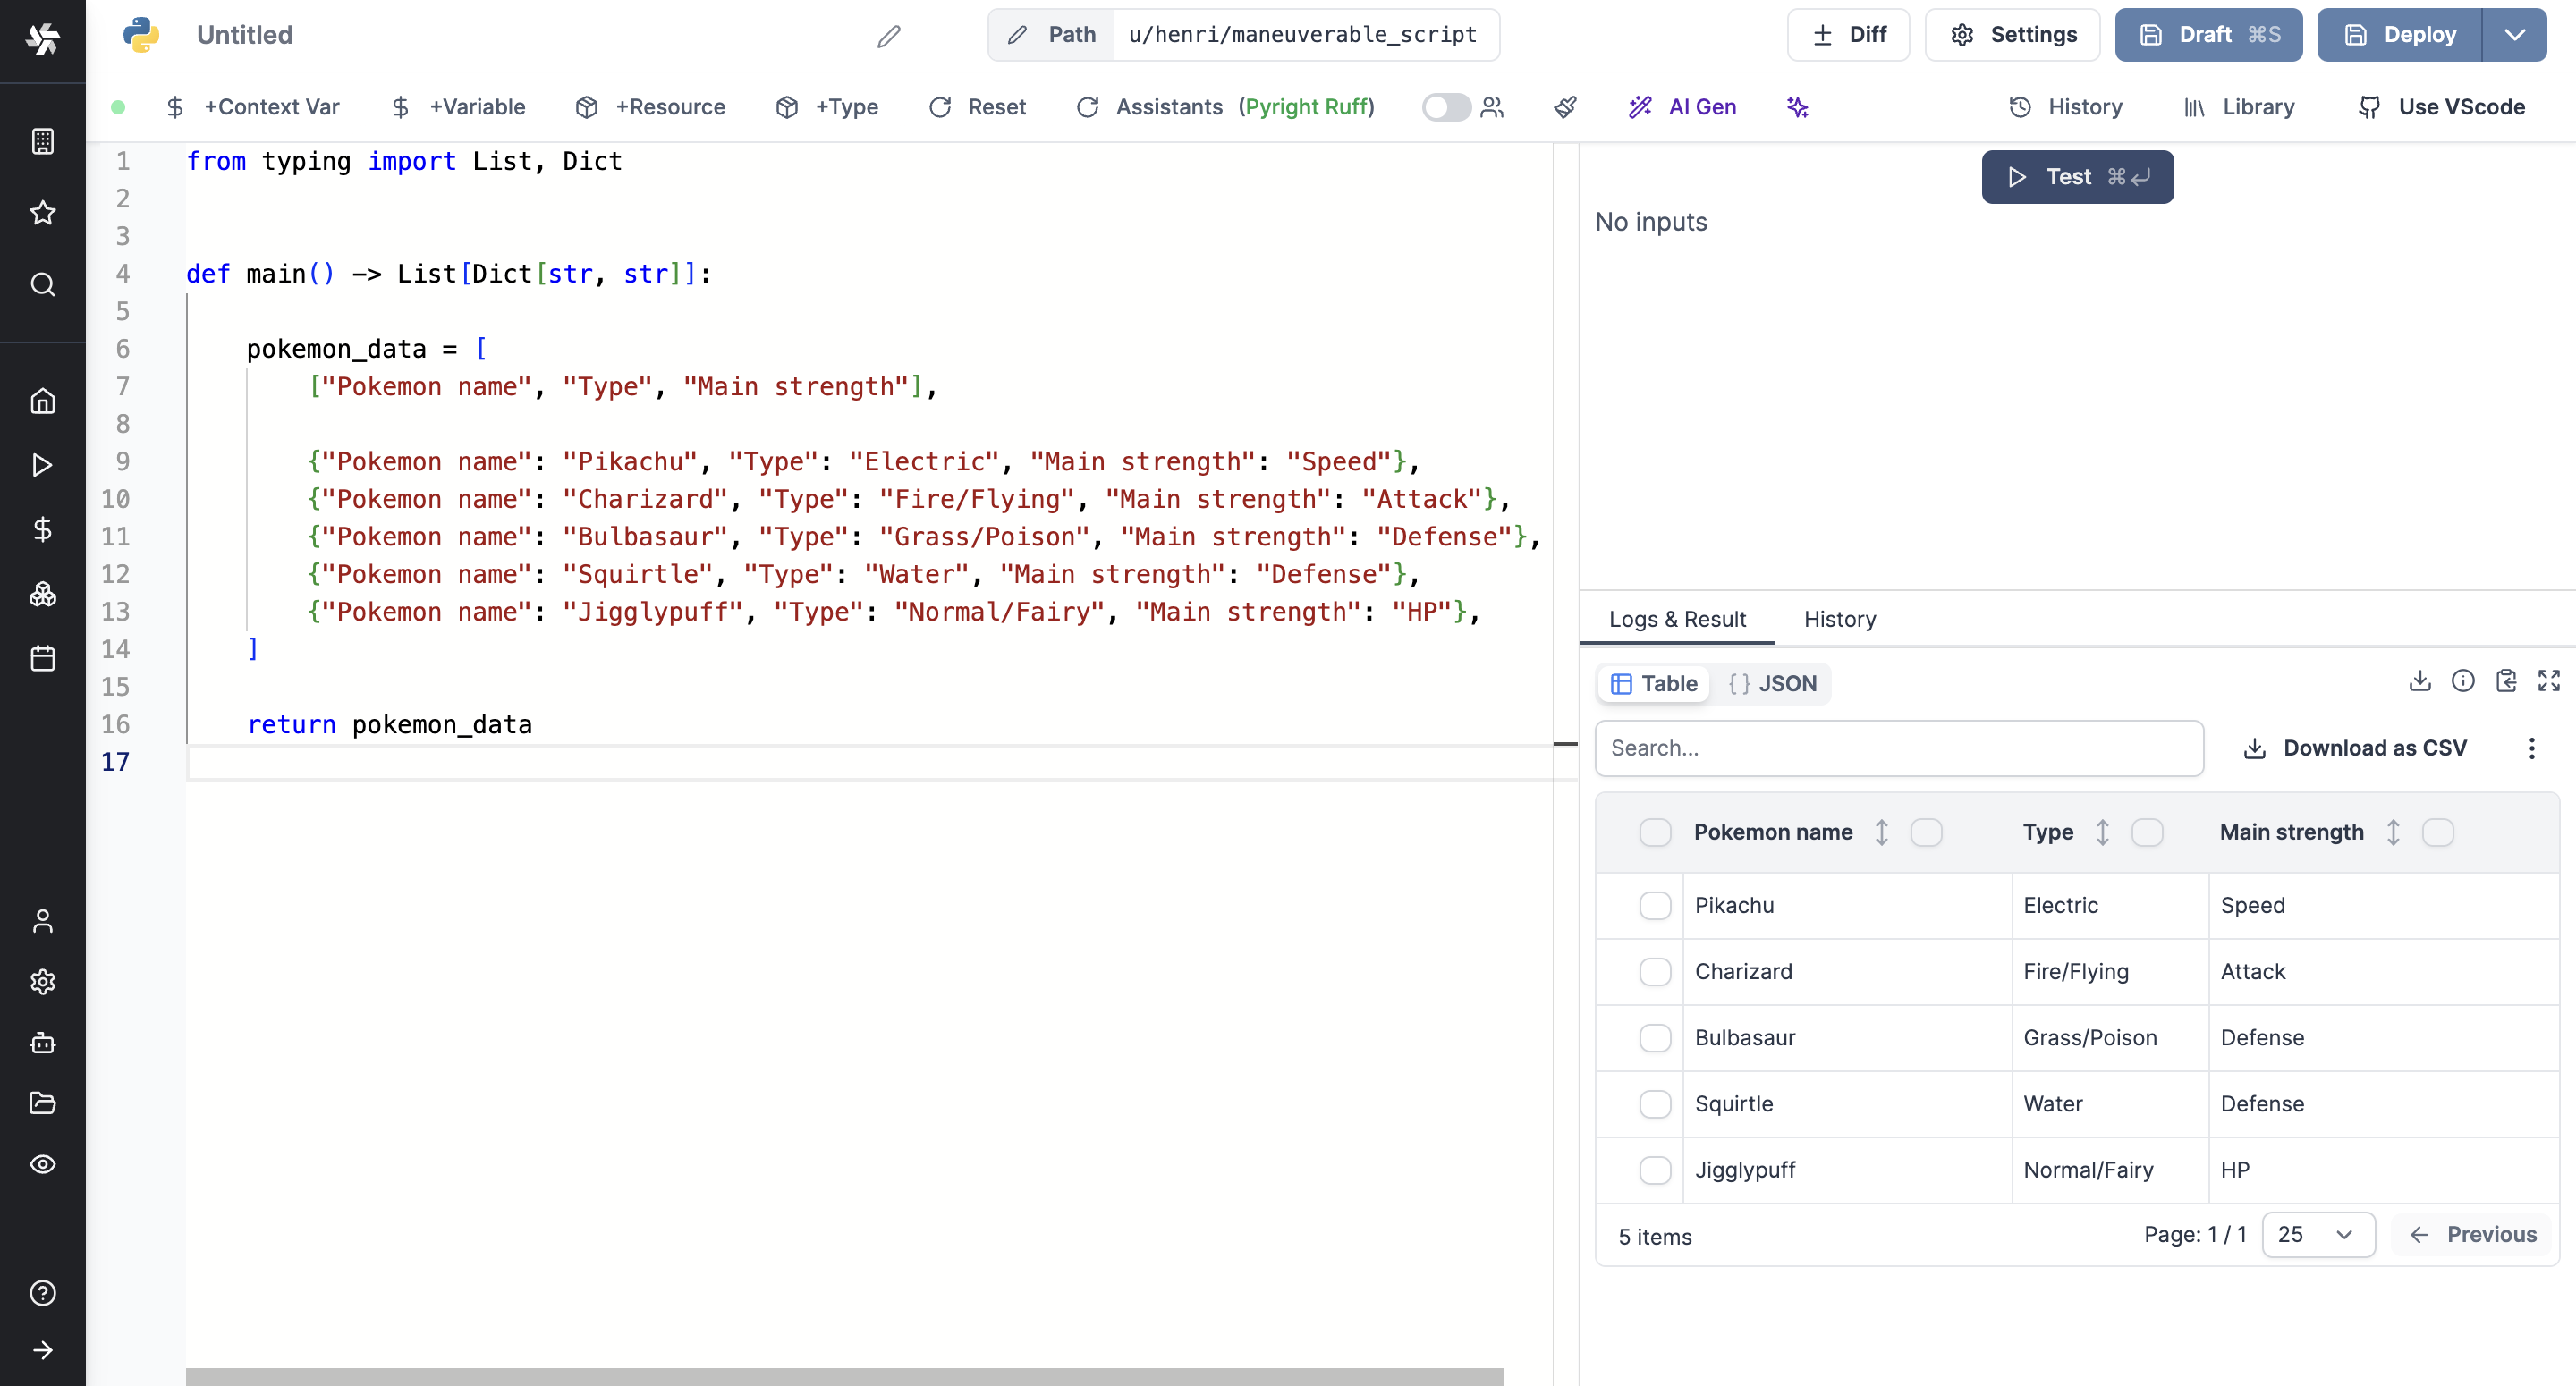 Untitled
Path u/henri/maneuverable_script
Diff
Settings
Draft ⌘S
Deploy
+Context Var
+Variable
+Resource
+Type
Reset
Assistants (Pyright Ruff)
AI Gen
History
Library
Use VScode
1 from typing import List, Dict
2
3
4 def main() -> List[Dict[str, str]]:
5
6 pokemon_data = [
7 ["Pokemon name", "Type", "Main strength"],
8
9 {"Pokemon name": "Pikachu", "Type": "Electric", "Main strength": "Speed"},
10 {"Pokemon name": "Charizard", "Type": "Fire/Flying", "Main strength": "Attack"},
11 {"Pokemon name": "Bulbasaur", "Type": "Grass/Poison", "Main strength": "Defense"},
12 {"Pokemon name": "Squirtle", "Type": "Water", "Main strength": "Defense"},
13 {"Pokemon name": "Jigglypuff", "Type": "Normal/Fairy", "Main strength": "HP"},
14 ]
15
16 return pokemon_data
17
Test ⌘
No inputs
Logs & Result
History
Table
{} JSON
Search...
Download as CSV
Pokemon name Type Main strength
Pikachu Electric Speed
Charizard Fire/Flying Attack
Bulbasaur Grass/Poison Defense
Squirtle Water Defense
Jigglypuff Normal/Fairy HP
5 items
Page: 1 / 1
25
Previous